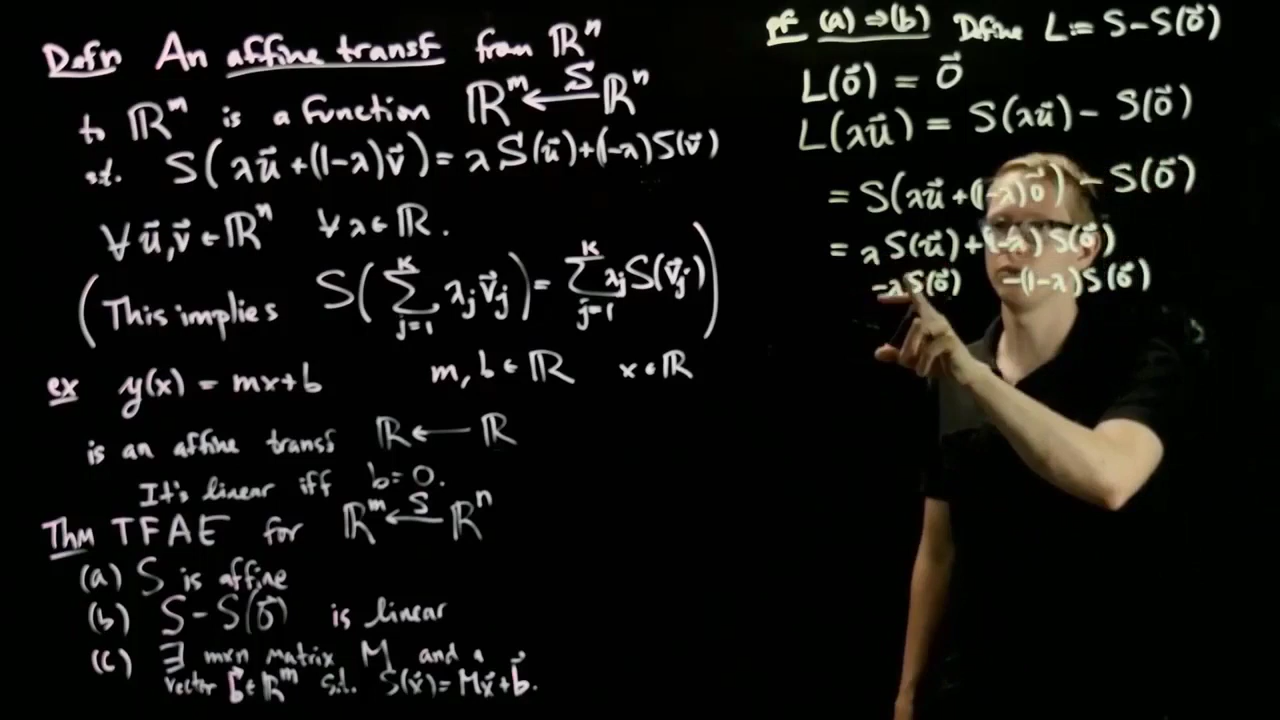 Defn An affine transf from ℝⁿ
to ℝᵐ is a function ℝᵐ ←S ℝⁿ
s.t. S(λu⃗+(1-λ)v⃗) = λS(u⃗)+(1-λ)S(v⃗)
∀ u⃗,v⃗ ∈ ℝⁿ ∀ λ ∈ ℝ.
(This implies S(∑_{j=1}^{K} λⱼv⃗ⱼ) = ∑_{j=1}^{K} λⱼS(v⃗ⱼ))
ex y(x) = mx+b m, b ∈ ℝ x ∈ ℝ
is an affine transf ℝ ← ℝ
It's linear iff b=0.
Thm TFAE for ℝᵐ ←S ℝⁿ
(a) S is affine
(b) S-S(0⃗) is linear
(c) ∃ m×n matrix M and a
vector b⃗ ∈ ℝᵐ s.t. S(x⃗)=Mx⃗+b⃗.
pf (a) ⇒ (b) Define L := S-S(0⃗)
L(0⃗) = 0⃗
L(λu⃗) = S(λu⃗) - S(0⃗)
= S(λu⃗+(1-λ)0⃗) - S(0⃗)
= λS(u⃗)+(1-λ)S(0⃗)
-λS(0⃗) -(1-λ)S(0⃗)